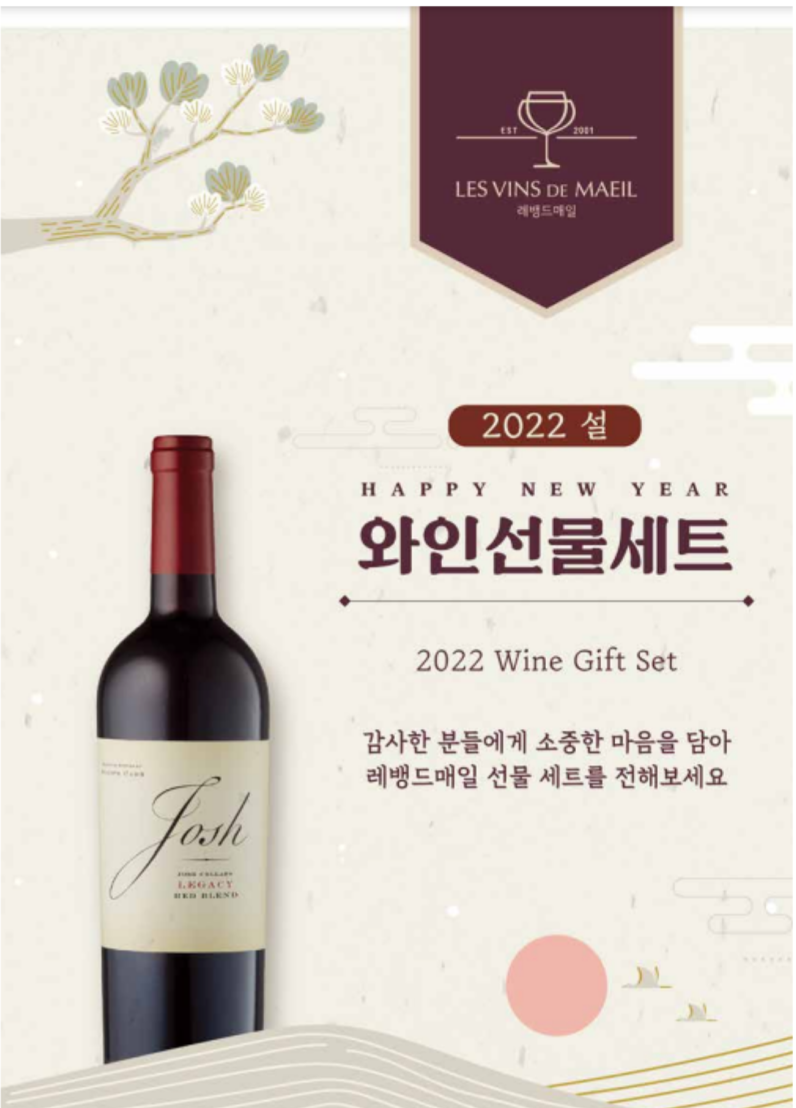 EST 2001
LES VINS DE MAEIL
레뱅드매일
2022 설
HAPPY NEW YEAR
와인선물세트
2022 Wine Gift Set
감사한 분들에게 소중한 마음을 담아
레뱅드매일 선물 세트를 전해보세요
Josh
JOSH CELLARS
LEGACY
RED BLEND